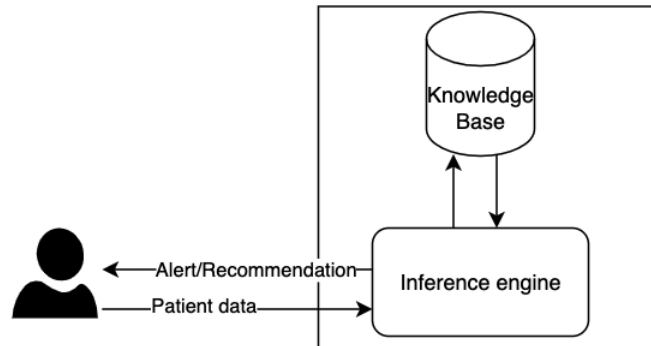 Knowledge
Base
Alert/Recommendation
Inference engine
Patient data